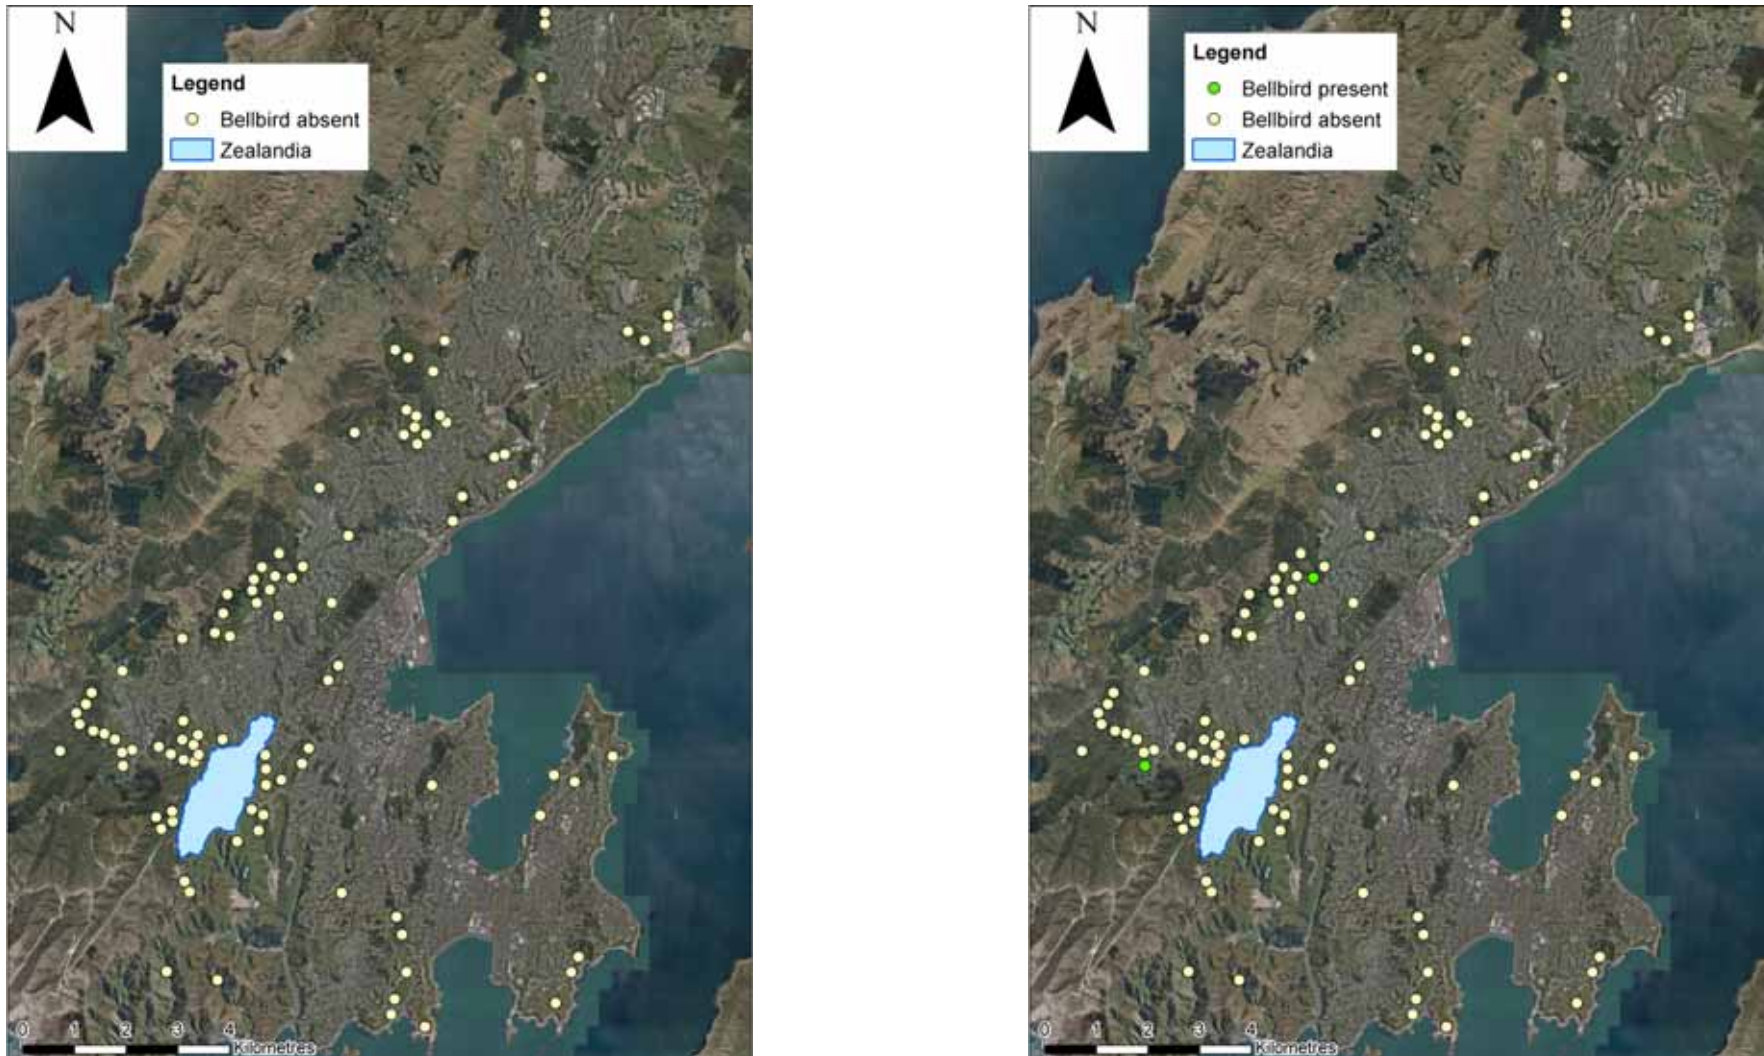 N
Legend
Bellbird absent
Zealandia
0 1 2 3 4
Kilometres
N
Legend
Bellbird present
Bellbird absent
Zealandia
0 1 2 3 4
Kilometres